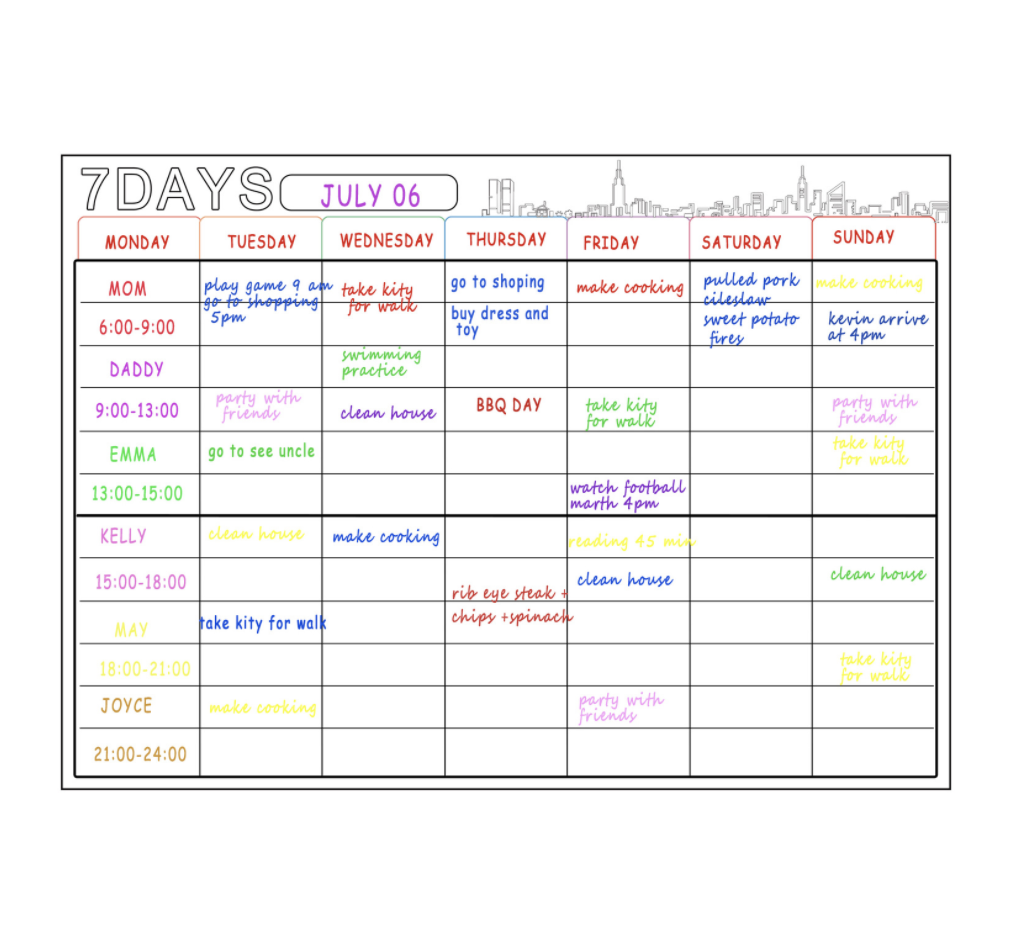 7DAYS JULY 06
MONDAY TUESDAY WEDNESDAY THURSDAY FRIDAY SATURDAY SUNDAY
MOM
play game 9 am
go to shopping
5pm
take kity
for walk
go to shoping
make cooking
pulled pork
cileslaw
make cooking
6:00-9:00
buy dress and
toy
sweet potato
fires
kevin arrive
at 4pm
DADDY
swimming
practice
9:00-13:00
party with
friends
clean house
BBQ DAY
take kity
for walk
party with
friends
EMMA
go to see uncle
take kity
for walk
13:00-15:00
watch football
marth 4pm
KELLY
clean house
make cooking
reading 45 min
15:00-18:00
rib eye steak +
chips +spinach
clean house
clean house
MAY
take kity for walk
18:00-21:00
take kity
for walk
JOYCE
make cooking
party with
friends
21:00-24:00